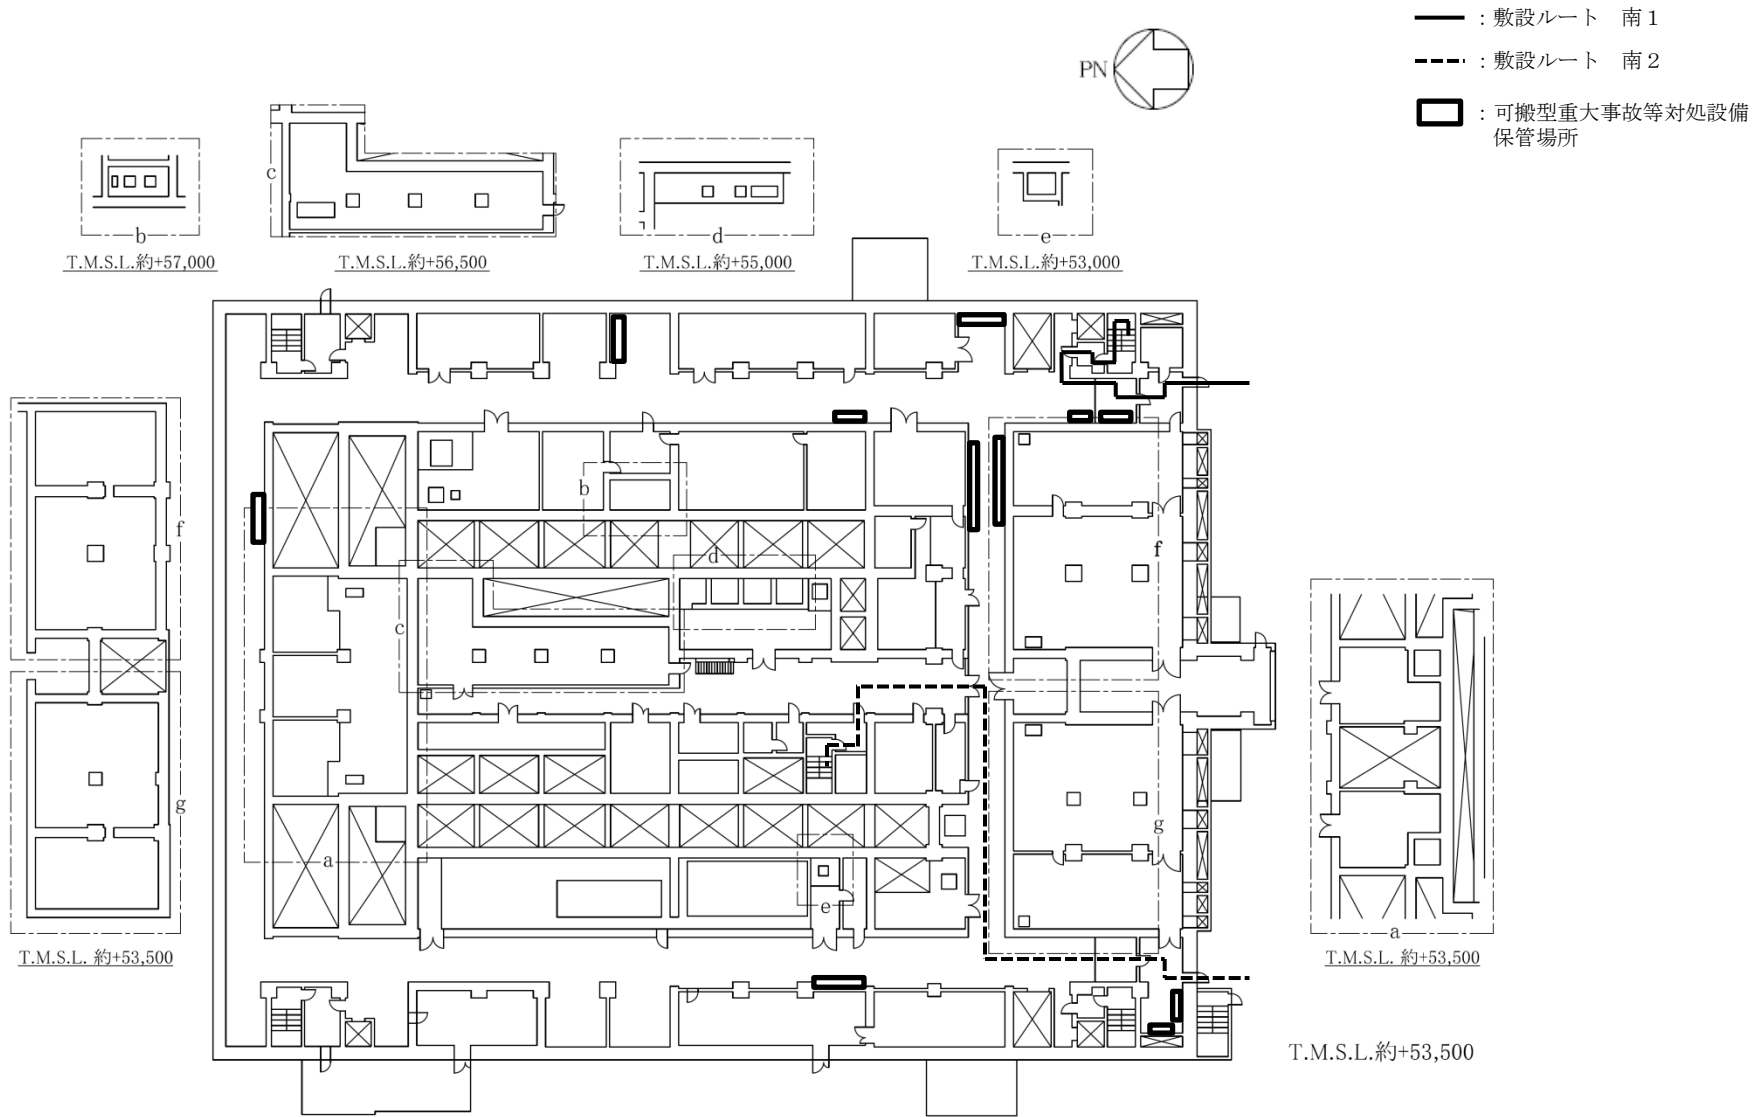 ：敷設ルート　南１
：敷設ルート　南２
：可搬型重大事故等対処設備
保管場所
PN
b
T.M.S.L.約+57,000
c
T.M.S.L.約+56,500
d
T.M.S.L.約+55,000
e
T.M.S.L.約+53,000
f
g
T.M.S.L. 約+53,500
b
d
c
f
g
a
e
a
T.M.S.L. 約+53,500
T.M.S.L.約+53,500